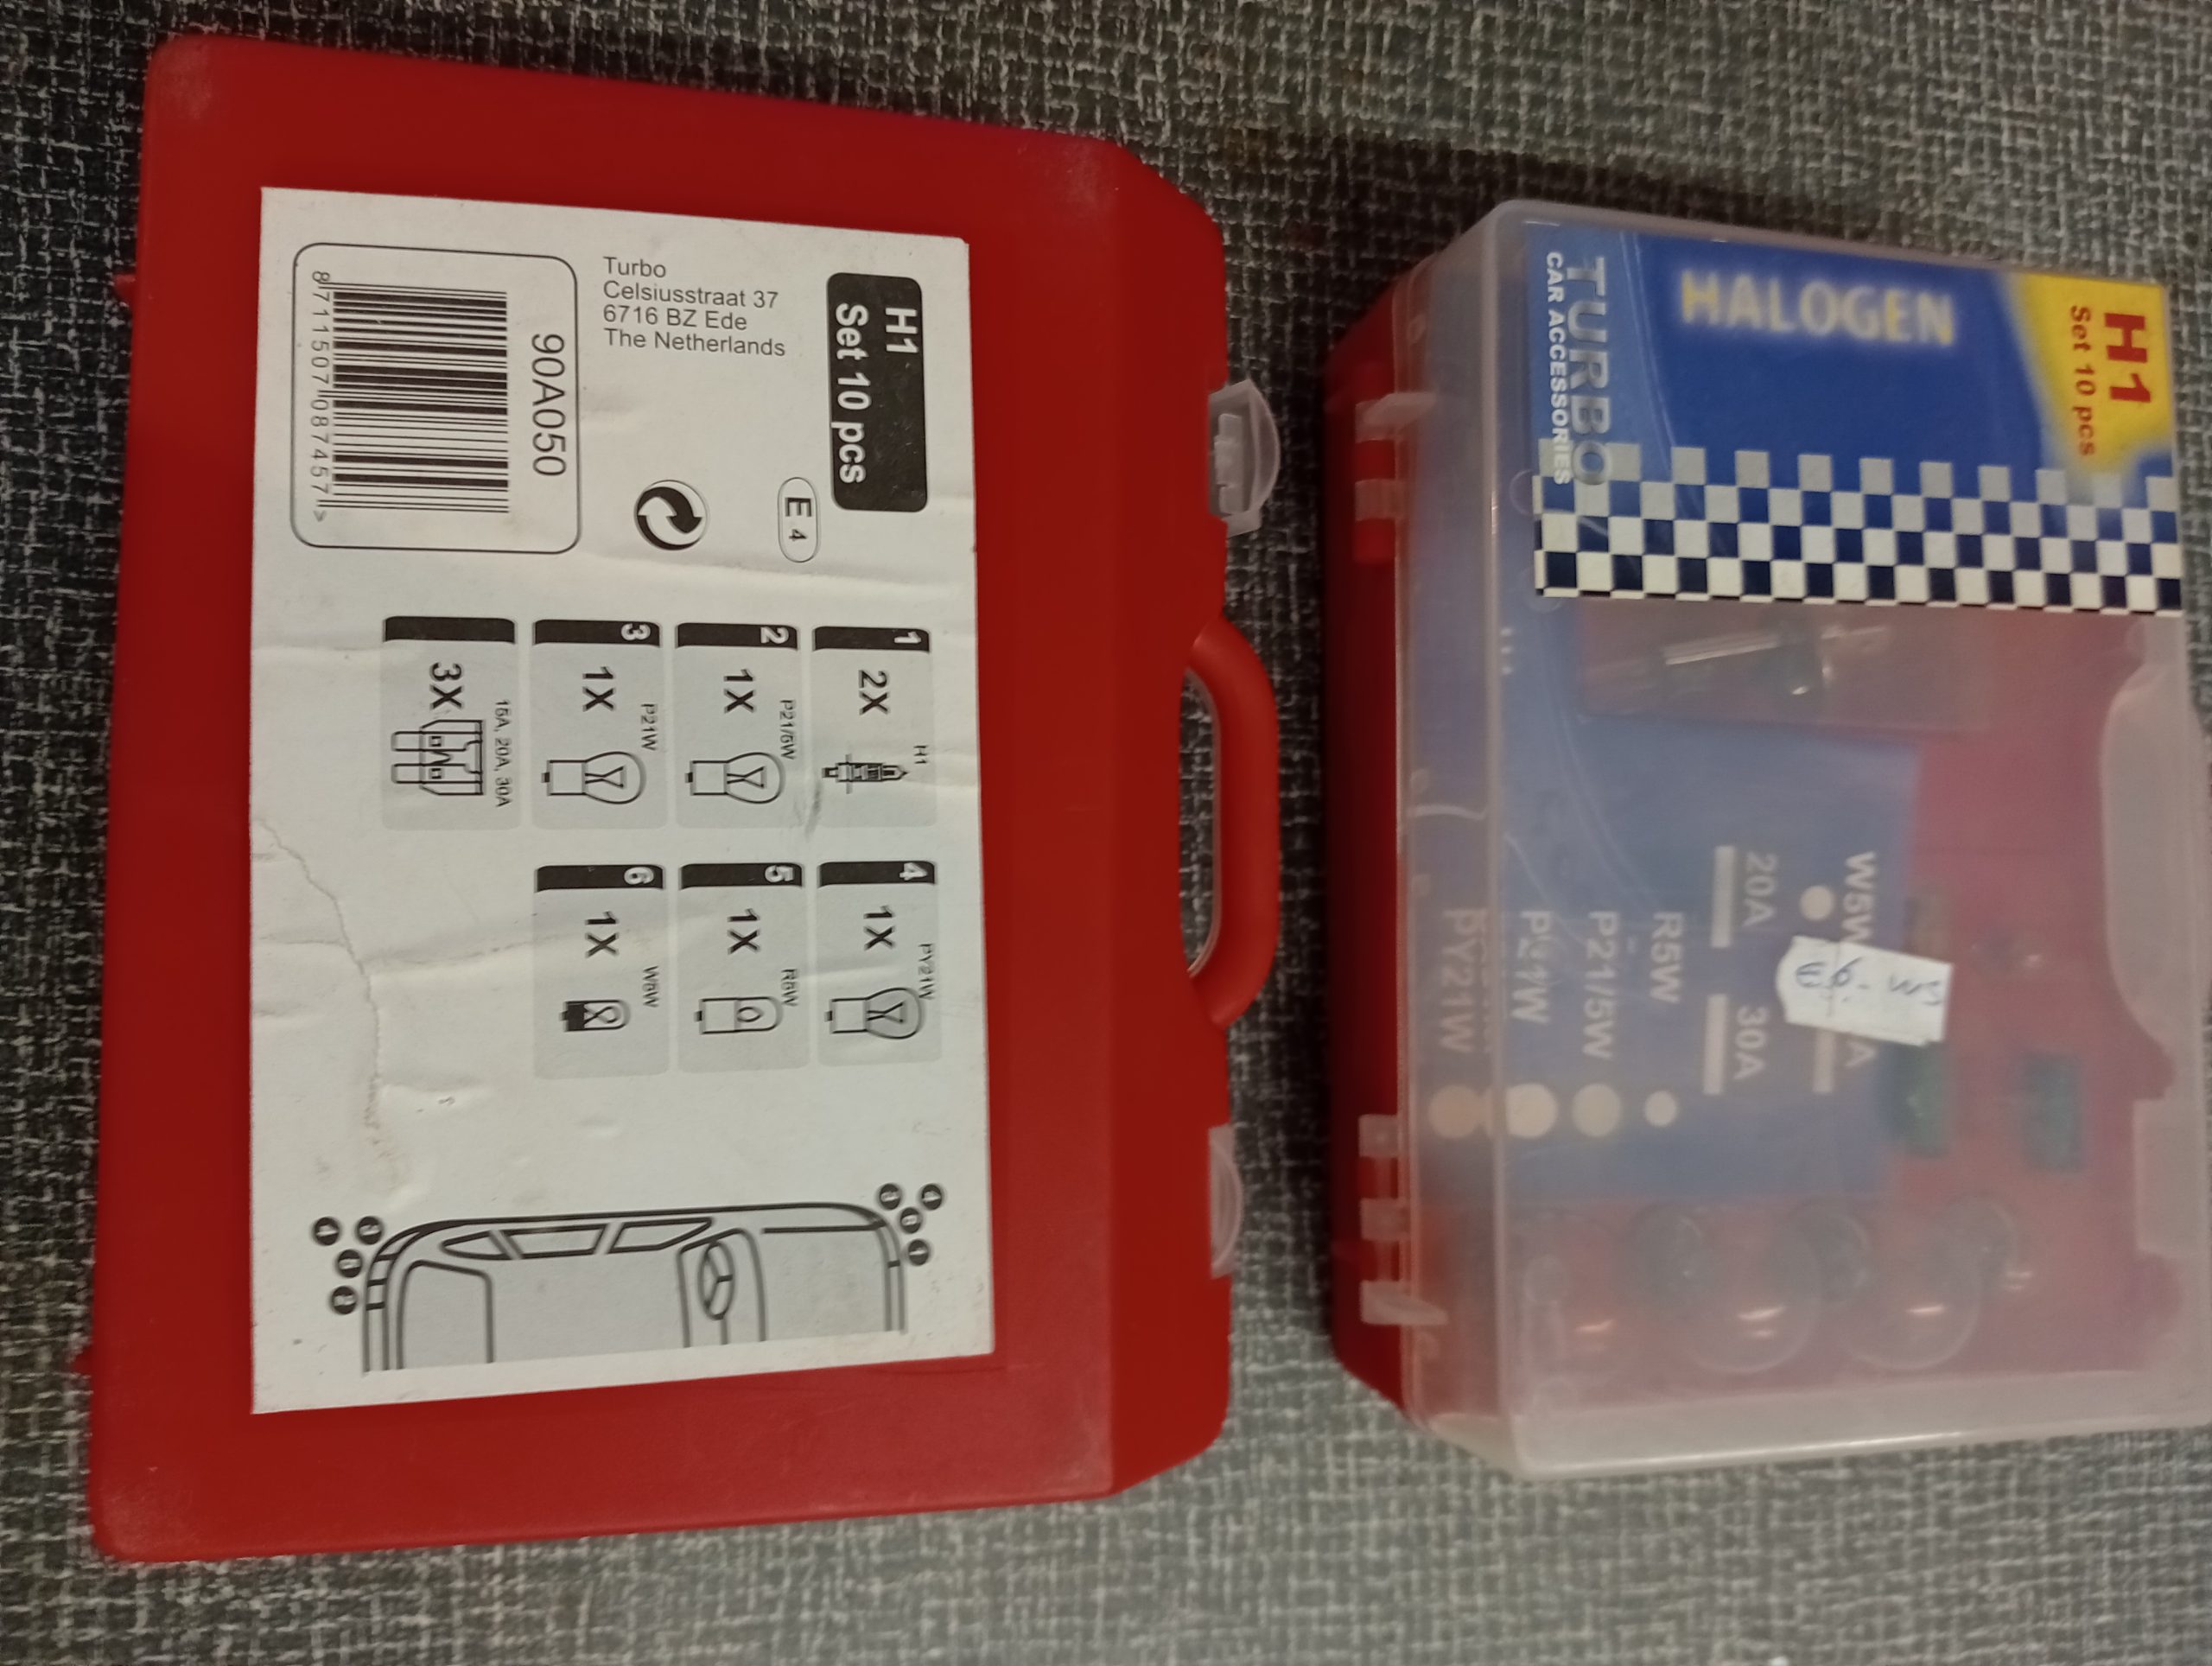 H1
Set 10 pcs
Turbo
Celsiusstraat 37
6716 BZ Ede
The Netherlands
E 4
90A050
8 711507 087457 >
1
2X
H1
2
1X
P21/5W
3
1X
P21W
3X
15A, 20A, 30A
4
1X
PY21W
5
1X
R5W
6
1X
W5W
H1
Set 10 pcs
HALOGEN
TURBO
CAR ACCESSORIES
W5W
20A
30A
R5W
P21/5W
P21W
PY21W